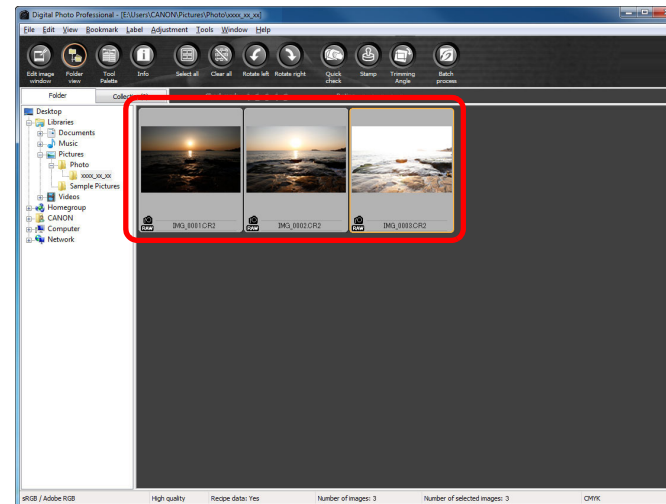 Digital Photo Professional - [E:\Users\CANON\Pictures\Photo\xxxx_xx_xx]
File Edit View Bookmark Label Adjustment Tools Window Help
Edit image window
Folder view
Tool Palette
Info
Select all
Clear all
Rotate left
Rotate right
Quick check
Stamp
Trimming Angle
Batch process
Folder
Desktop
Libraries
Documents
Music
Pictures
Photo
xxxx_xx_xx
Sample Pictures
Videos
Homegroup
CANON
Computer
Network
RAW IMG_0001.CR2
RAW IMG_0002.CR2
RAW IMG_0003.CR2
sRGB / Adobe RGB
High quality
Recipe data: Yes
Number of images: 3
Number of selected images: 3
CMYK